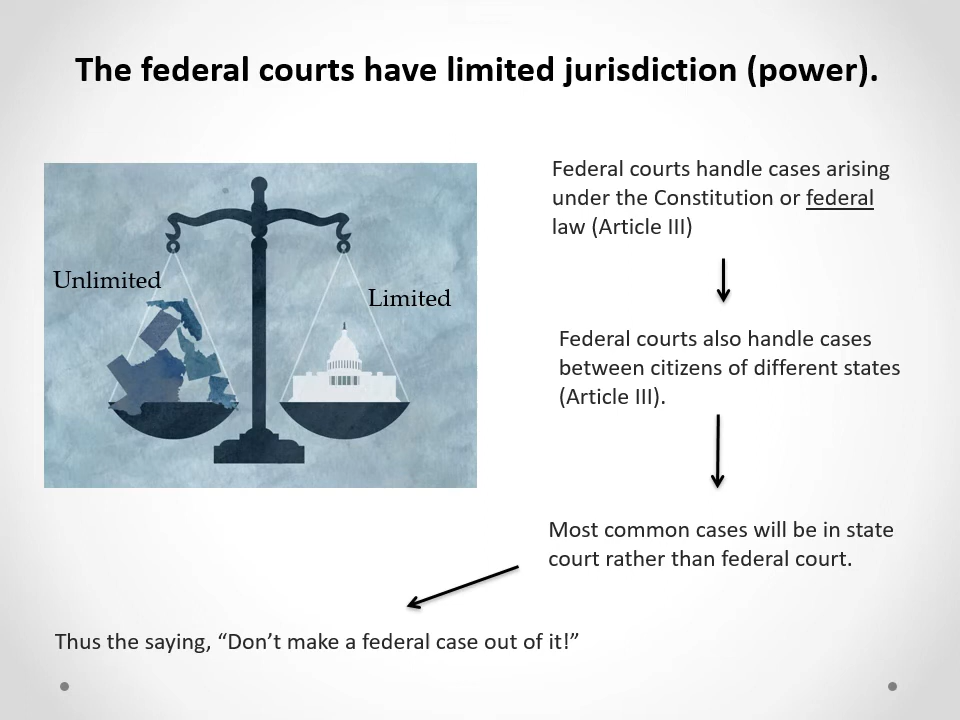 The federal courts have limited jurisdiction (power).
Unlimited
Limited
Federal courts handle cases arising
under the Constitution or federal
law (Article III)
Federal courts also handle cases
between citizens of different states
(Article III).
Most common cases will be in state
court rather than federal court.
Thus the saying, “Don’t make a federal case out of it!”